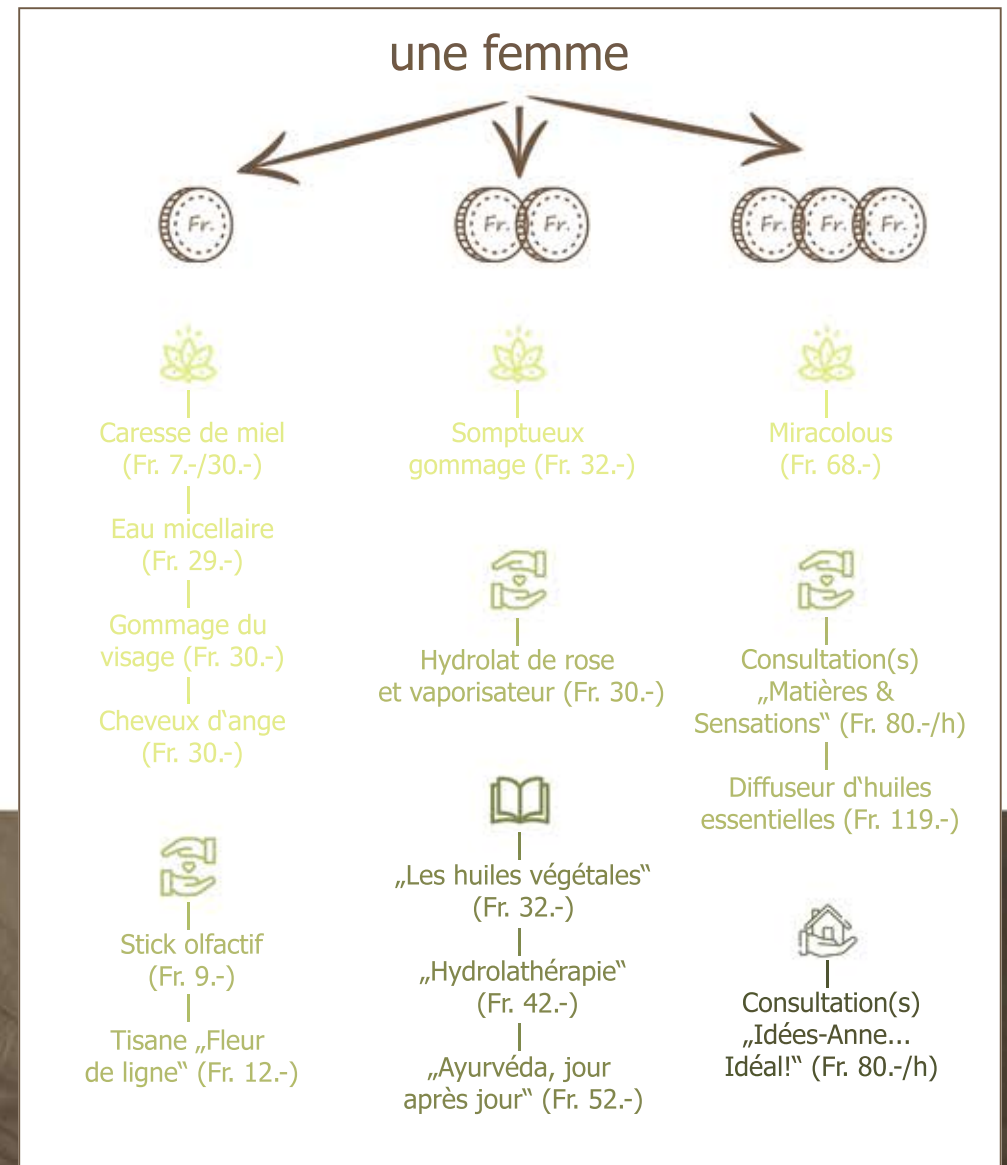 une femme
Fr.
Fr. Fr.
Fr. Fr. Fr.
Caresse de miel
(Fr. 7.-/30.-)
Eau micellaire
(Fr. 29.-)
Gommage du
visage (Fr. 30.-)
Cheveux d‘ange
(Fr. 30.-)
Stick olfactif
(Fr. 9.-)
Tisane „Fleur
de ligne“ (Fr. 12.-)
Somptueux
gommage (Fr. 32.-)
Hydrolat de rose
et vaporisateur (Fr. 30.-)
„Les huiles végétales“
(Fr. 32.-)
„Hydrolathérapie“
(Fr. 42.-)
„Ayurvéda, jour
après jour“ (Fr. 52.-)
Miracolous
(Fr. 68.-)
Consultation(s)
„Matières &
Sensations“ (Fr. 80.-/h)
Diffuseur d‘huiles
essentielles (Fr. 119.-)
Consultation(s)
„Idées-Anne...
Idéal!“ (Fr. 80.-/h)